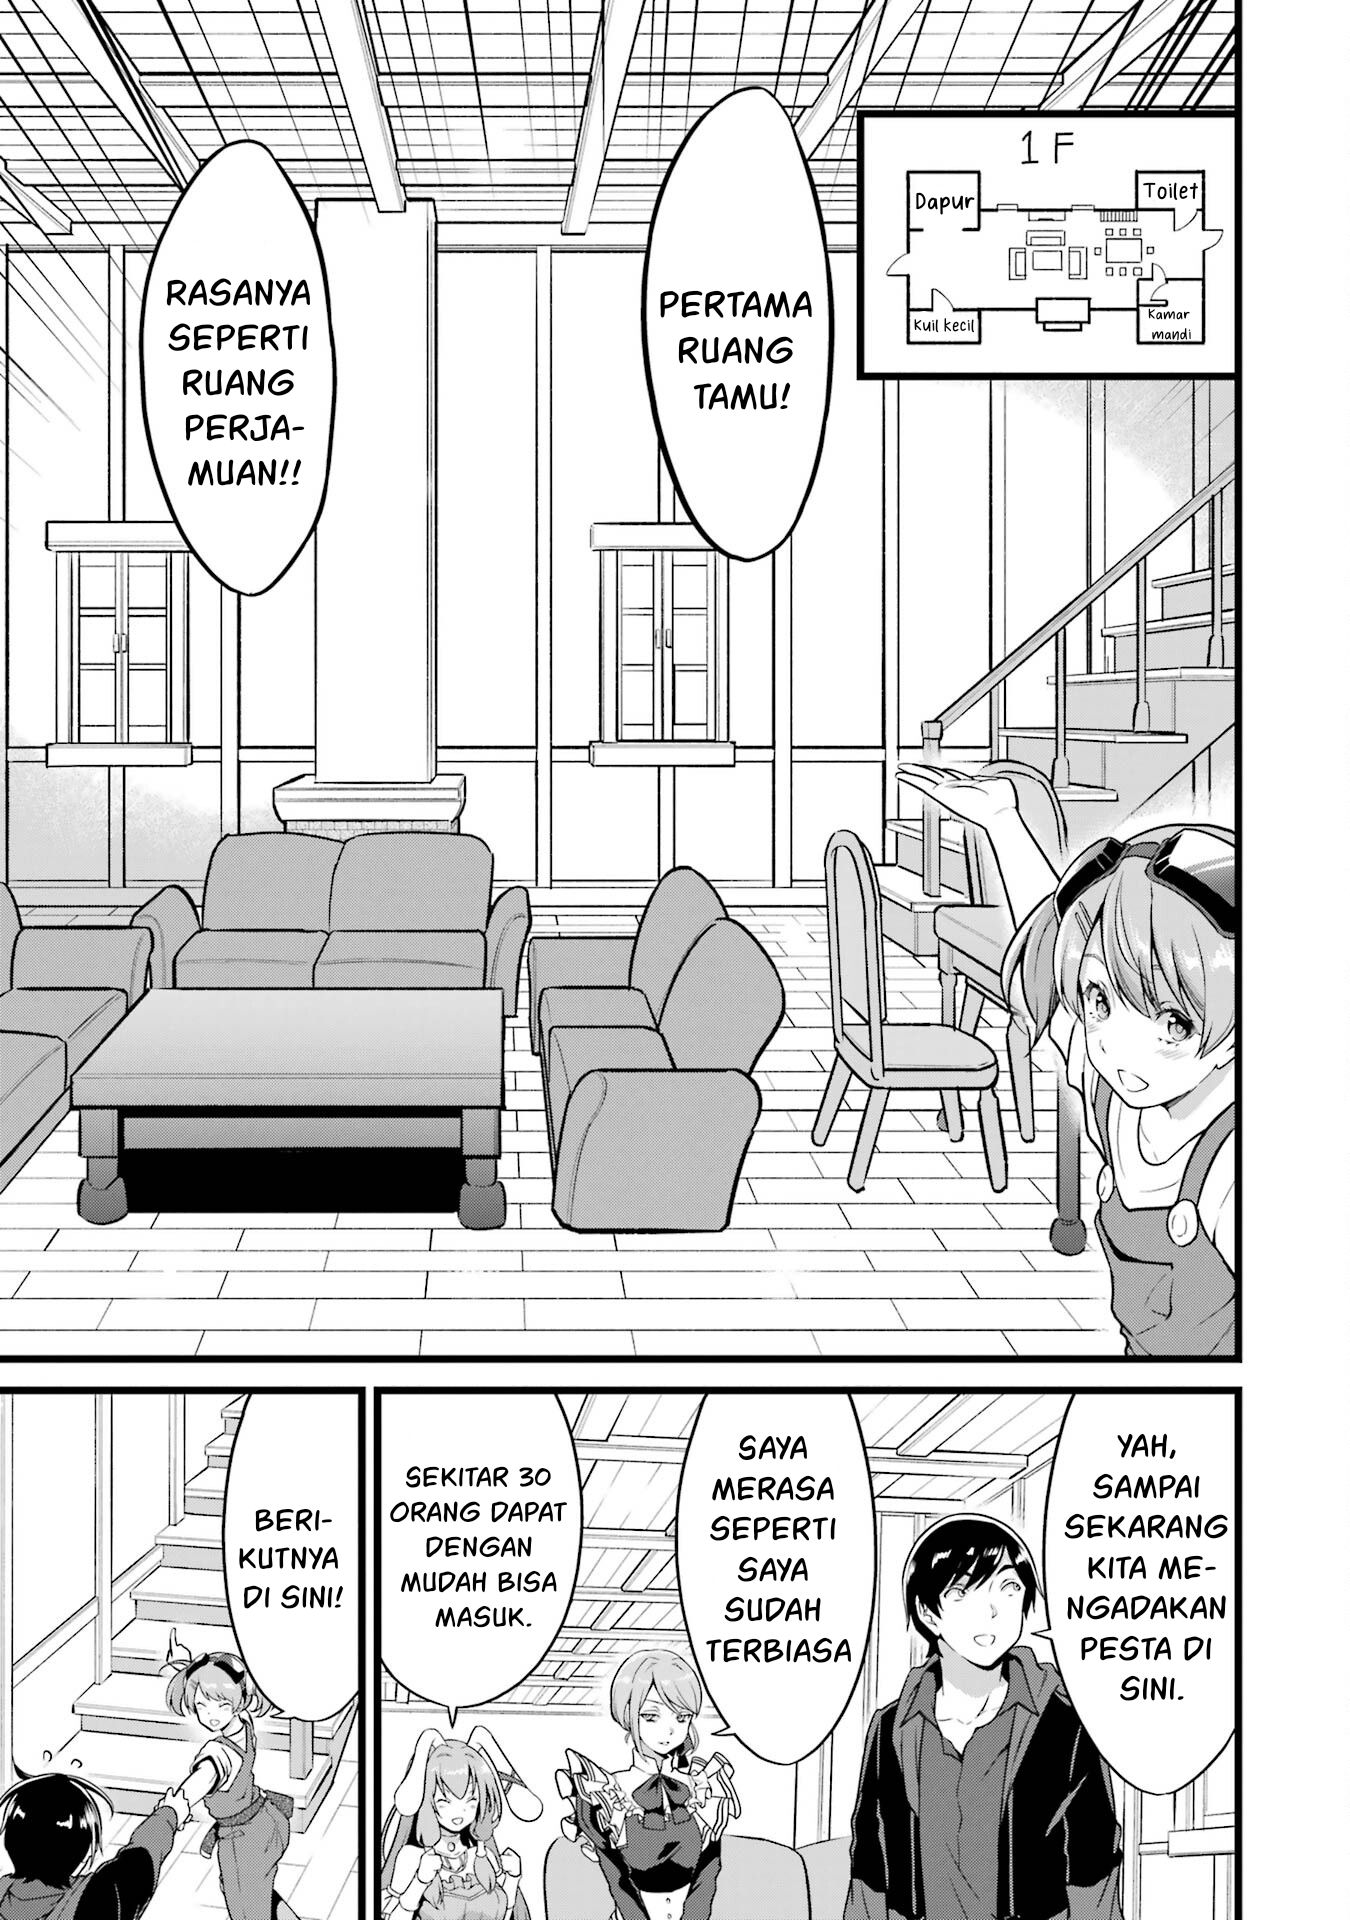 1F
Dapur
Toilet
Kuil kecil
Kamar
mandi
PERTAMA
RUANG
TAMU!
RASANYA
SEPERTI
RUANG
PERJA-
MUAN!!
YAH,
SAMPAI
SEKARANG
KITA ME-
NGADAKAN
PESTA DI
SINI.
SAYA
MERASA
SEPERTI
SAYA
SUDAH
TERBIASA
SEKITAR 30
ORANG DAPAT
DENGAN
MUDAH BISA
MASUK.
BERI-
KUTNYA
DI SINI!